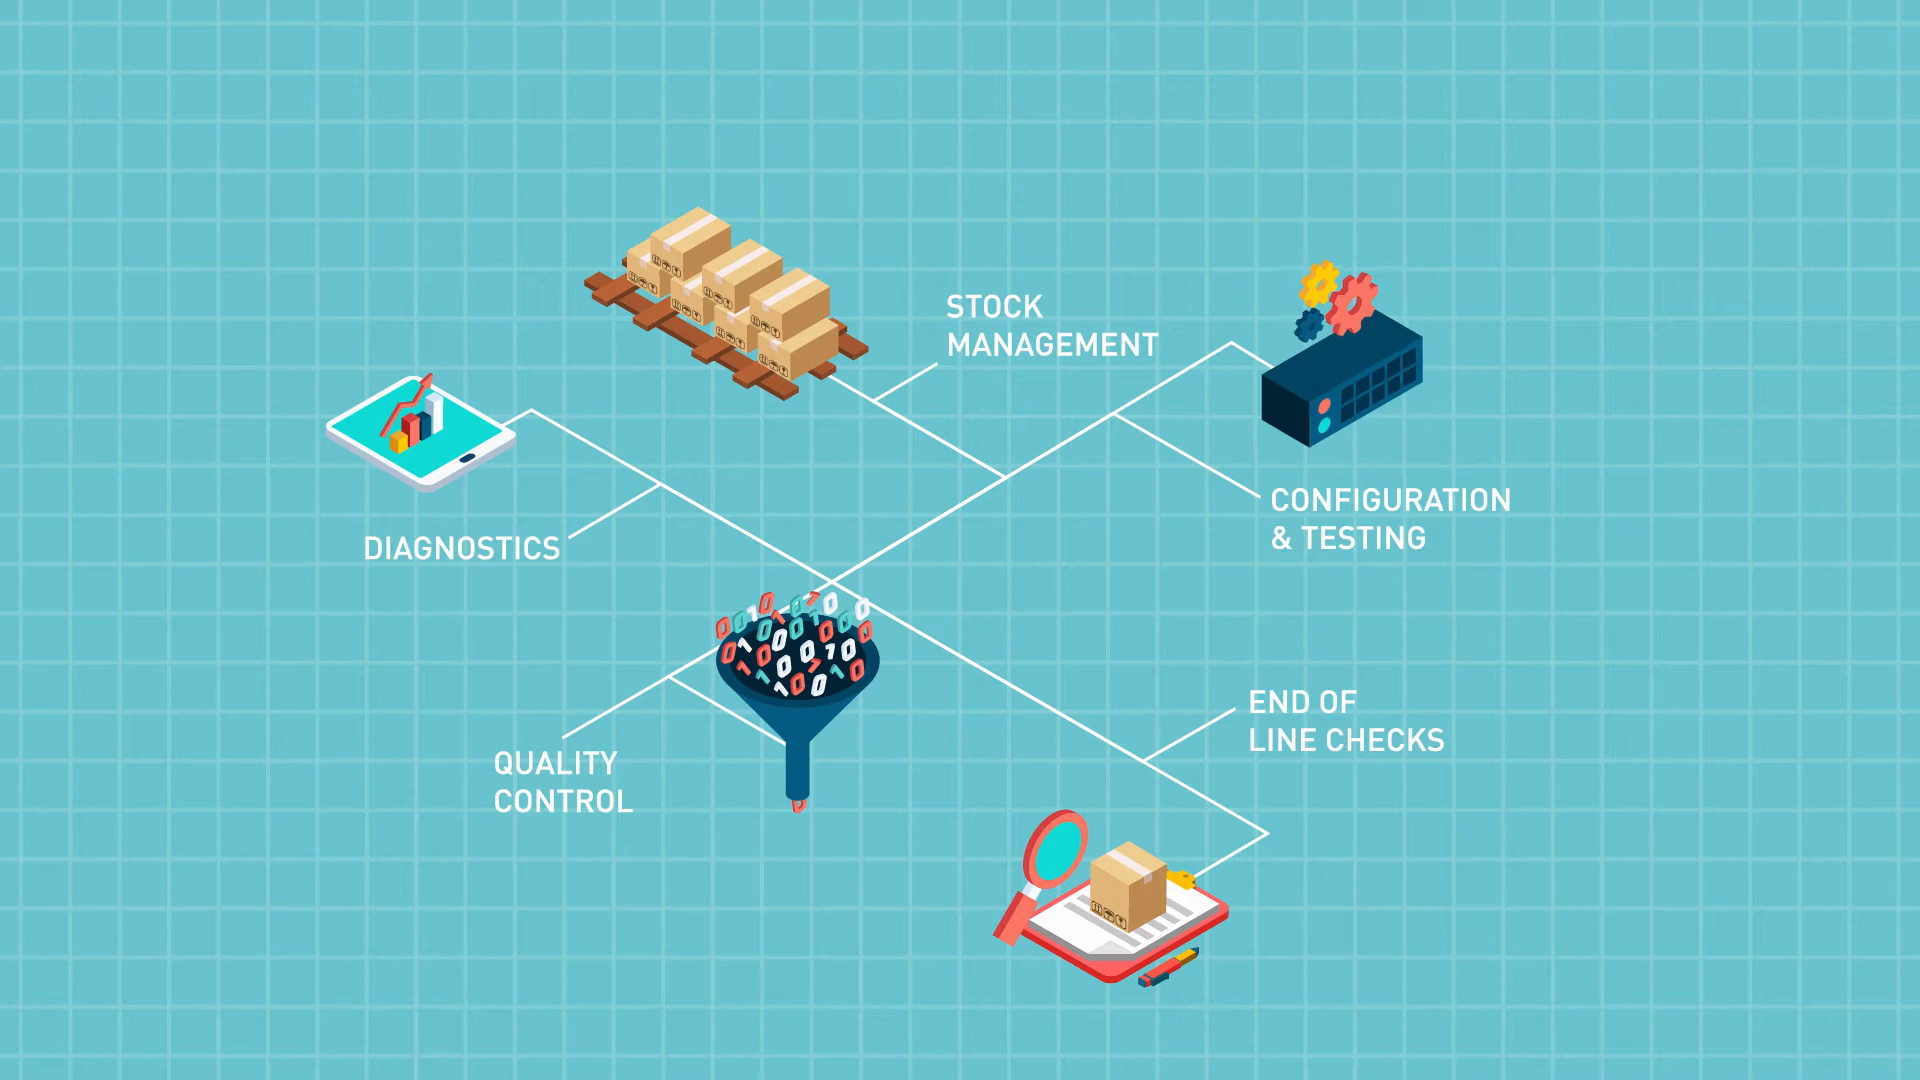 STOCK
MANAGEMENT
CONFIGURATION
& TESTING
DIAGNOSTICS
END OF
LINE CHECKS
QUALITY
CONTROL